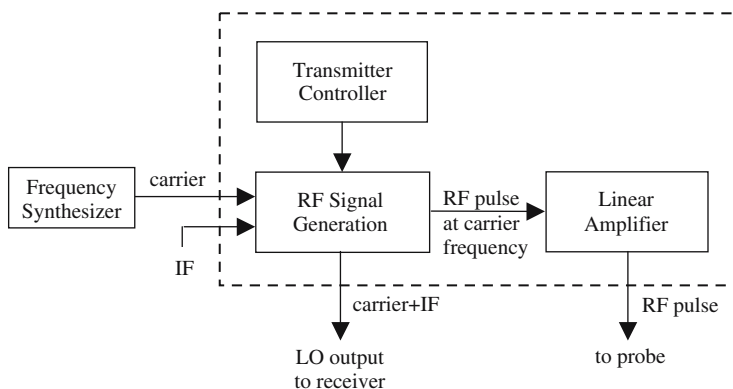 Transmitter
Controller
Frequency
Synthesizer
carrier
IF
RF Signal
Generation
RF pulse
at carrier
frequency
Linear
Amplifier
carrier+IF
RF pulse
LO output
to receiver
to probe